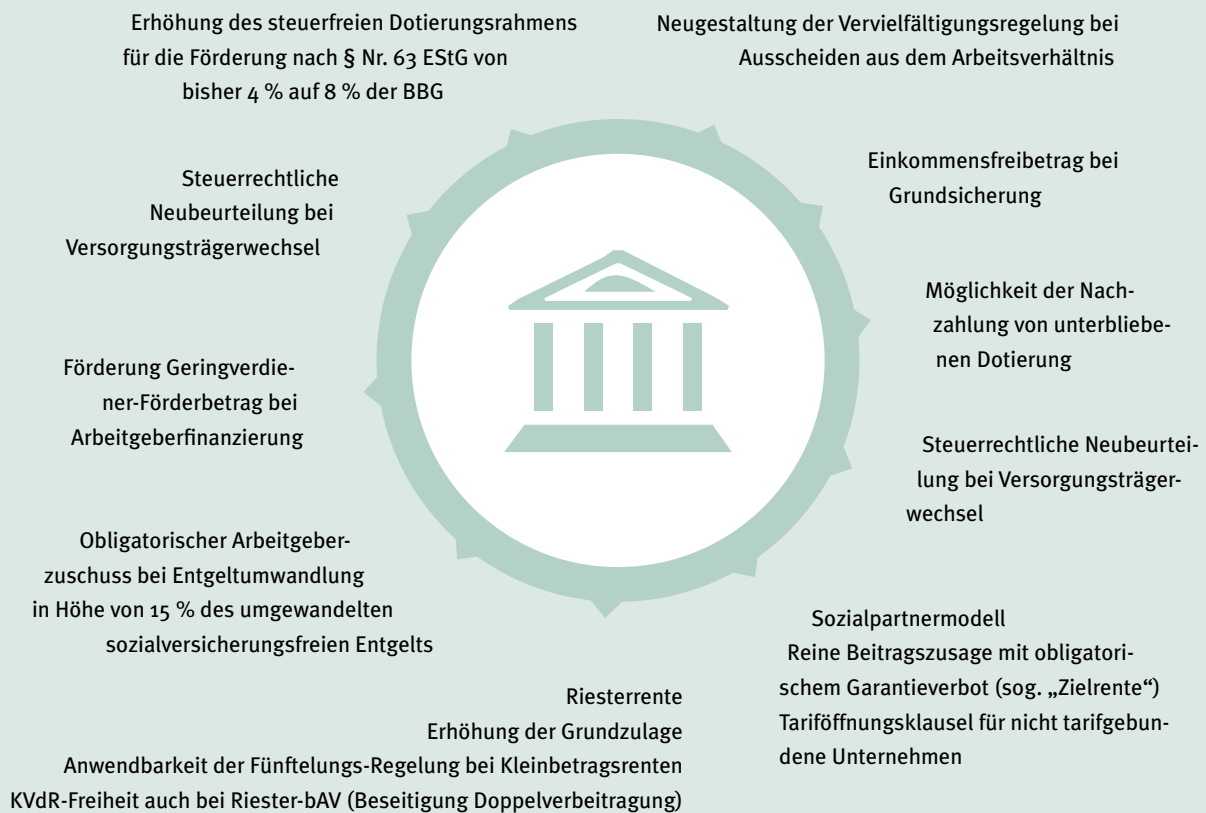 Erhöhung des steuerfreien Dotierungsrahmens
für die Förderung nach § Nr. 63 EStG von
bisher 4 % auf 8 % der BBG
Neugestaltung der Vervielfältigungsregelung bei
Ausscheiden aus dem Arbeitsverhältnis
Steuerrechtliche
Neubeurteilung bei
Versorgungsträgerwechsel
Einkommensfreibetrag bei
Grundsicherung
Möglichkeit der Nach-
zahlung von unterbliebe-
nen Dotierung
Förderung Geringverdie-
ner-Förderbetrag bei
Arbeitgeberfinanzierung
Steuerrechtliche Neubeurtei-
lung bei Versorgungsträger-
wechsel
Obligatorischer Arbeitgeber-
zuschuss bei Entgeltumwandlung
in Höhe von 15 % des umgewandelten
sozialversicherungsfreien Entgelts
Sozialpartnermodell
Reine Beitragszusage mit obligatori-
schem Garantieverbot (sog. „Zielrente“)
Tariföffnungsklausel für nicht tarifgebun-
dene Unternehmen
Riesterrente
Erhöhung der Grundzulage
Anwendbarkeit der Fünftelungs-Regelung bei Kleinbetragsrenten
KVdR-Freiheit auch bei Riester-bAV (Beseitigung Doppelverbeitragung)